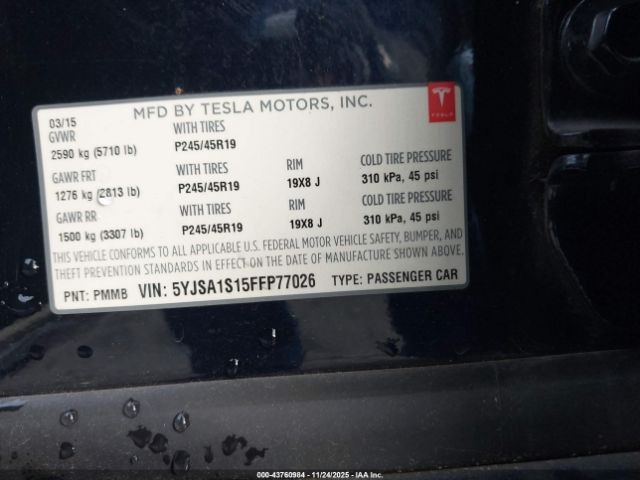 MFD BY TESLA MOTORS, INC.
TESLA
03/15
GVWR WITH TIRES
2590 kg (5710 lb) P245/45R19
GAWR FRT WITH TIRES RIM COLD TIRE PRESSURE
1276 kg (2813 lb) P245/45R19 19X8 J 310 kPa, 45 psi
GAWR RR WITH TIRES RIM COLD TIRE PRESSURE
1500 kg (3307 lb) P245/45R19 19X8 J 310 kPa, 45 psi
THIS VEHICLE CONFORMS TO ALL APPLICABLE U.S. FEDERAL MOTOR VEHICLE SAFETY, BUMPER, AND
THEFT PREVENTION STANDARDS IN EFFECT ON THE DATE OF MANUFACTURE SHOWN ABOVE.
PNT: PMMB VIN: 5YJSA1S15FFP77026 TYPE: PASSENGER CAR
000-43760984 - 11/24/2025 - IAA Inc.